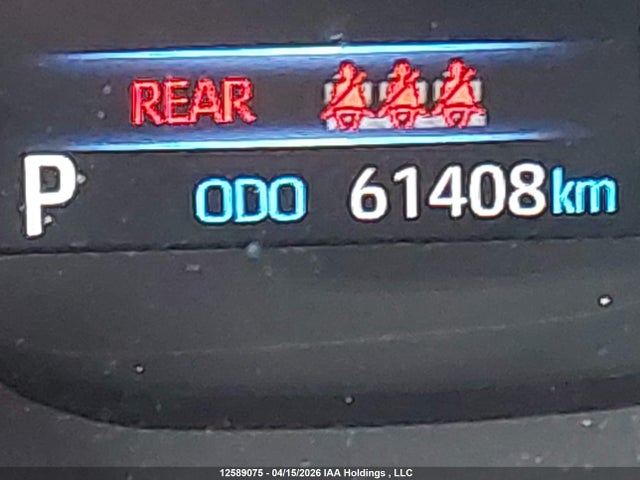 REAR
P ODO 61408km
12589075 - 04/15/2026 IAA Holdings , LLC